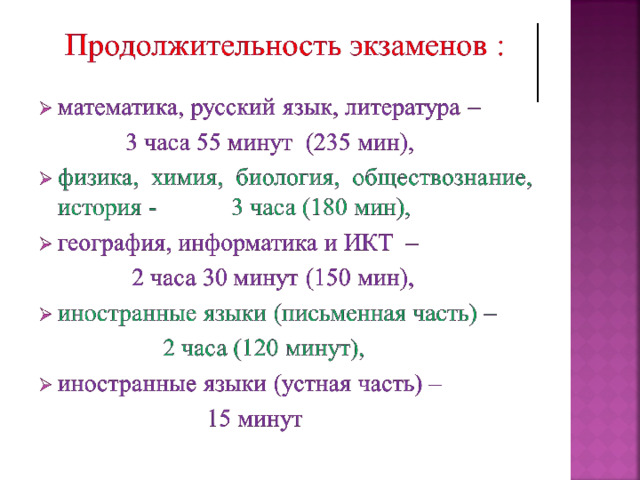 Продолжительность экзаменов :
математика, русский язык, литература –
3 часа 55 минут (235 мин),
физика, химия, биология, обществознание,
история - 3 часа (180 мин),
география, информатика и ИКТ –
2 часа 30 минут (150 мин),
иностранные языки (письменная часть) –
2 часа (120 минут),
иностранные языки (устная часть) –
15 минут